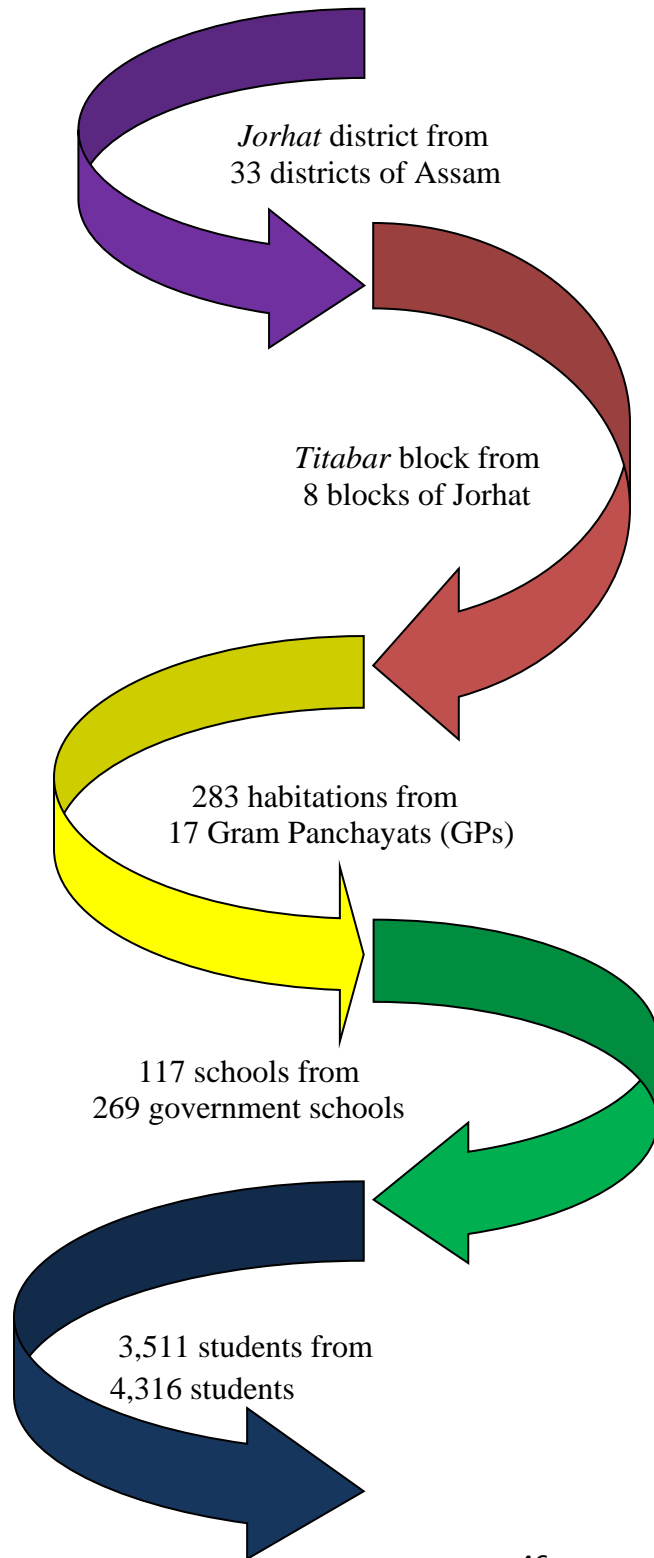 Jorhat district from
33 districts of Assam
Titabar block from
8 blocks of Jorhat
283 habitations from
17 Gram Panchayats (GPs)
117 schools from
269 government schools
3,511 students from
4,316 students